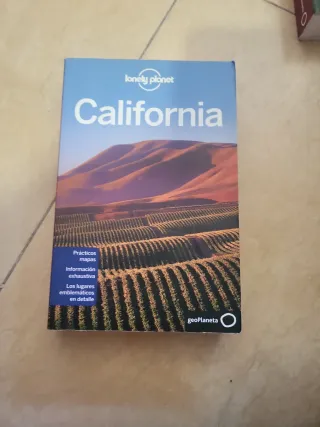 lonely planet
California
Prácticos
mapas
Información
exhaustiva
Los lugares
emblemáticos
en detalle
geoPlaneta